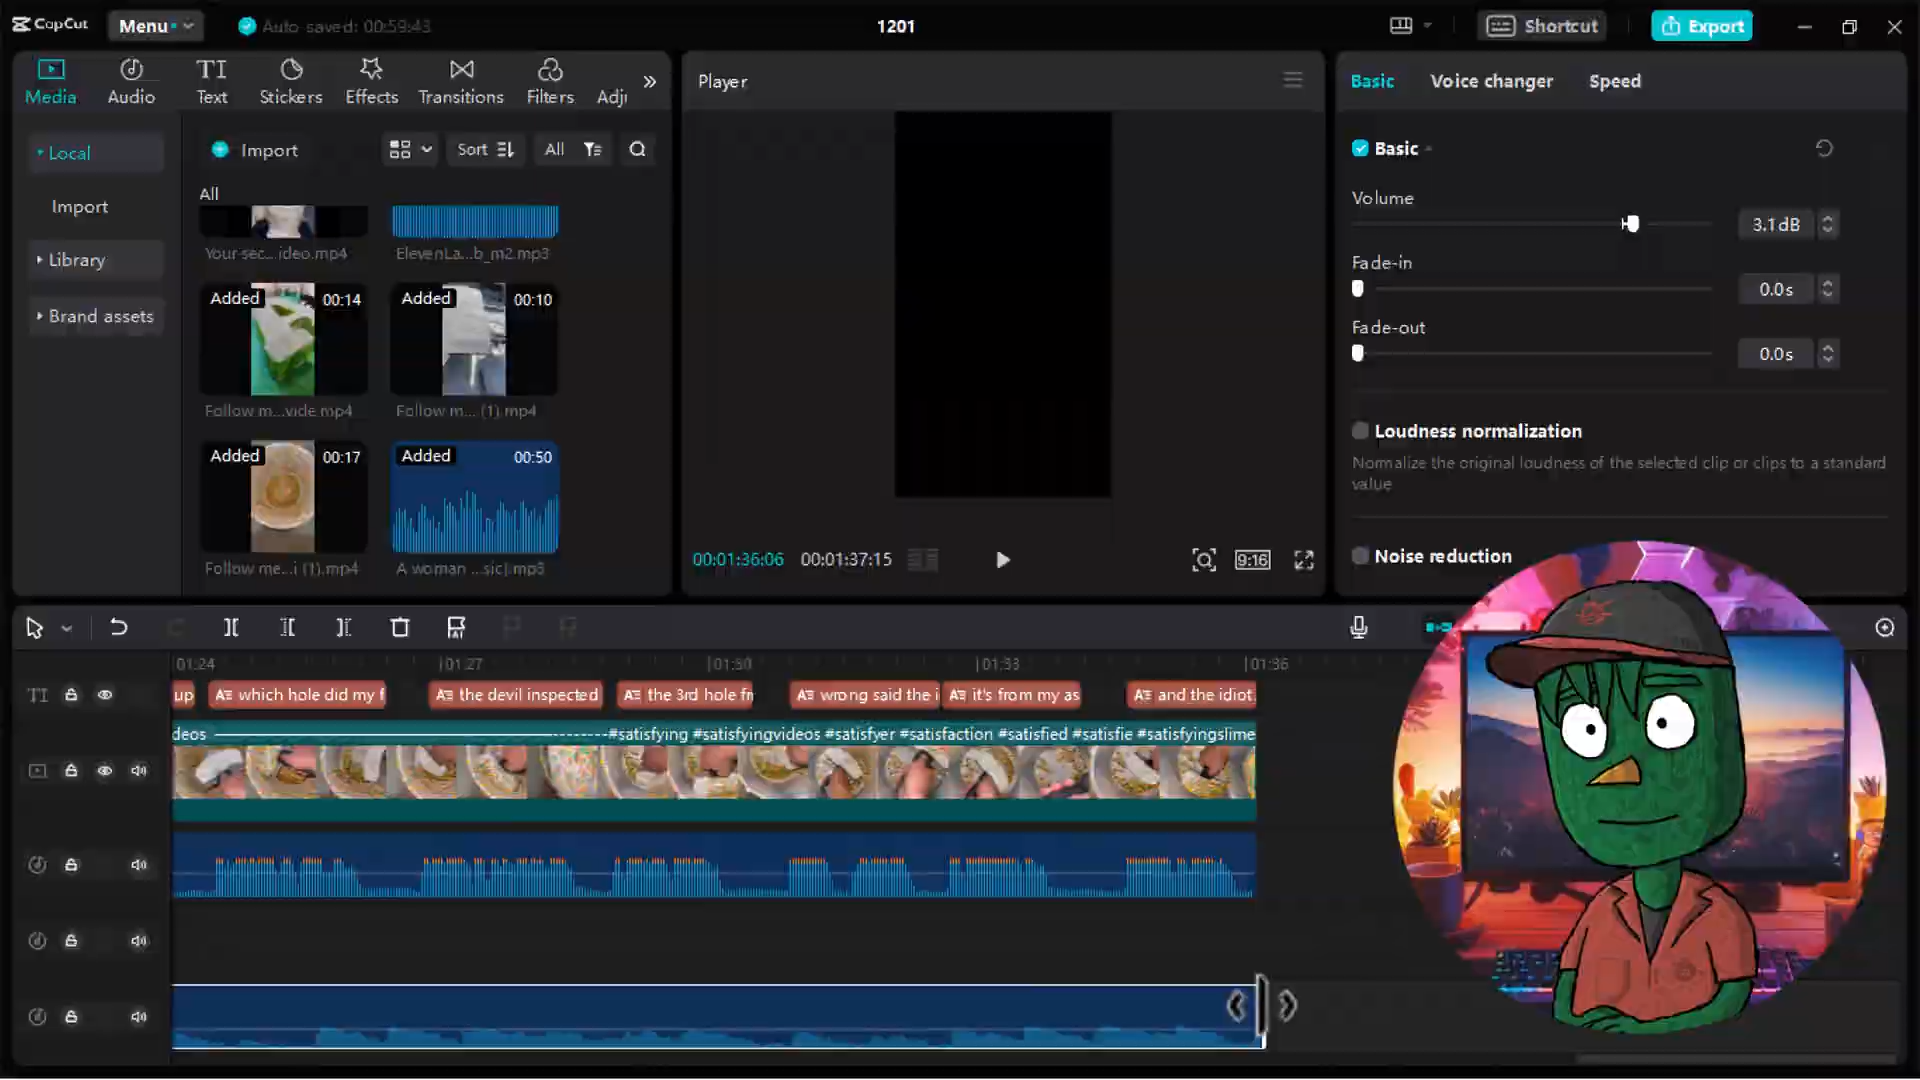 CapCut
Menu
Auto saved: 00:59:43
1201
Shortcut
Export
Media
Audio
TI
Text
Stickers
Effects
Transitions
Filters
Adj
Player
Basic
Voice changer
Speed
Local
Import
Library
Brand assets
Import
Sort
All
All
Your sec...ideo.mp4
ElevenLa...b_m2.mp3
Added
00:14
Added
00:10
Follow m...vide.mp4
Follow m... (1).mp4
Added
00:17
Added
00:50
Follow me...i (1).mp4
A woman ...sic).mp3
00:01:36:06
00:01:37:15
9:16
Basic
Volume
3.1dB
Fade-in
0.0s
Fade-out
0.0s
Loudness normalization
Normalize the original loudness of the selected clip or clips to a standard
value
Noise reduction
01:24
01:27
01:30
01:33
01:36
TI
up
which hole did my f
the devil inspected
the 3rd hole fr
wrong said the i
it's from my as
and the idiot
deos
#satisfying #satisfyingvideos #satisfyer #satisfaction #satisfied #satisfie #satisfyingslime